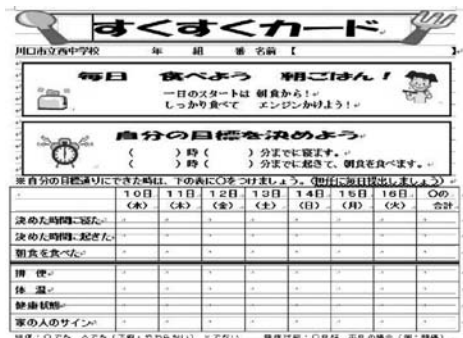 すくすくカード
川口市立西中学校 年 組 番 名前【 】
毎日 食べよう 朝ごはん！
一日のスタートは 朝食から！
しっかり食べて エンジンかけよう！
自分の目標を決めよう
( )時( )分までに寝ます。
( )時( )分までに起きて、朝食を食べます。
※自分の目標通りにできた時は、下の表に○をつけましょう。(担任に毎日提出しましょう)
10日 11日 12日 13日 14日 15日 16日 ○の
(水) (木) (金) (土) (日) (月) (火) 合計
決めた時間に寝た
決めた時間に起きた
朝食を食べた
排 便
体 温
健康状態
家の人のサイン